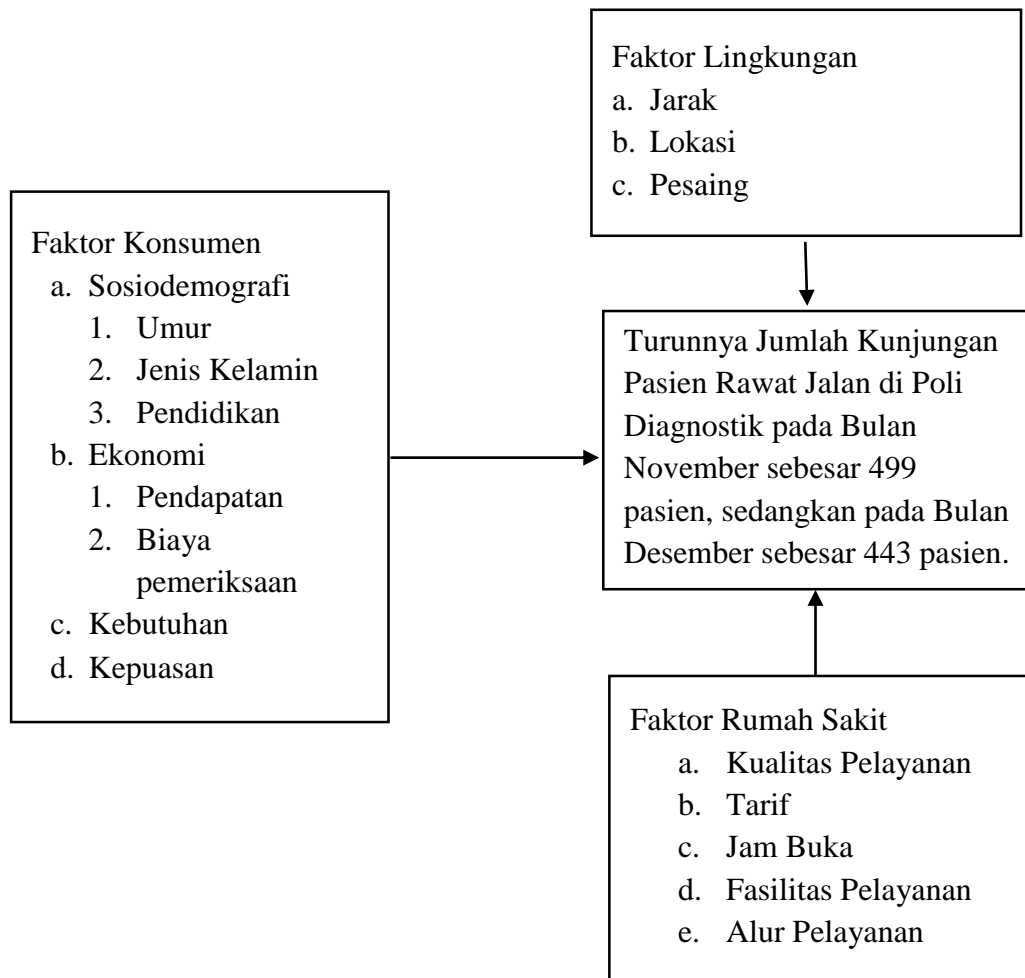 Faktor Lingkungan
a. Jarak
b. Lokasi
c. Pesaing
Faktor Konsumen
a. Sosiodemografi
1. Umur
2. Jenis Kelamin
3. Pendidikan
b. Ekonomi
1. Pendapatan
2. Biaya
pemeriksaan
c. Kebutuhan
d. Kepuasan
Turunnya Jumlah Kunjungan
Pasien Rawat Jalan di Poli
Diagnostik pada Bulan
November sebesar 499
pasien, sedangkan pada Bulan
Desember sebesar 443 pasien.
Faktor Rumah Sakit
a. Kualitas Pelayanan
b. Tarif
c. Jam Buka
d. Fasilitas Pelayanan
e. Alur Pelayanan